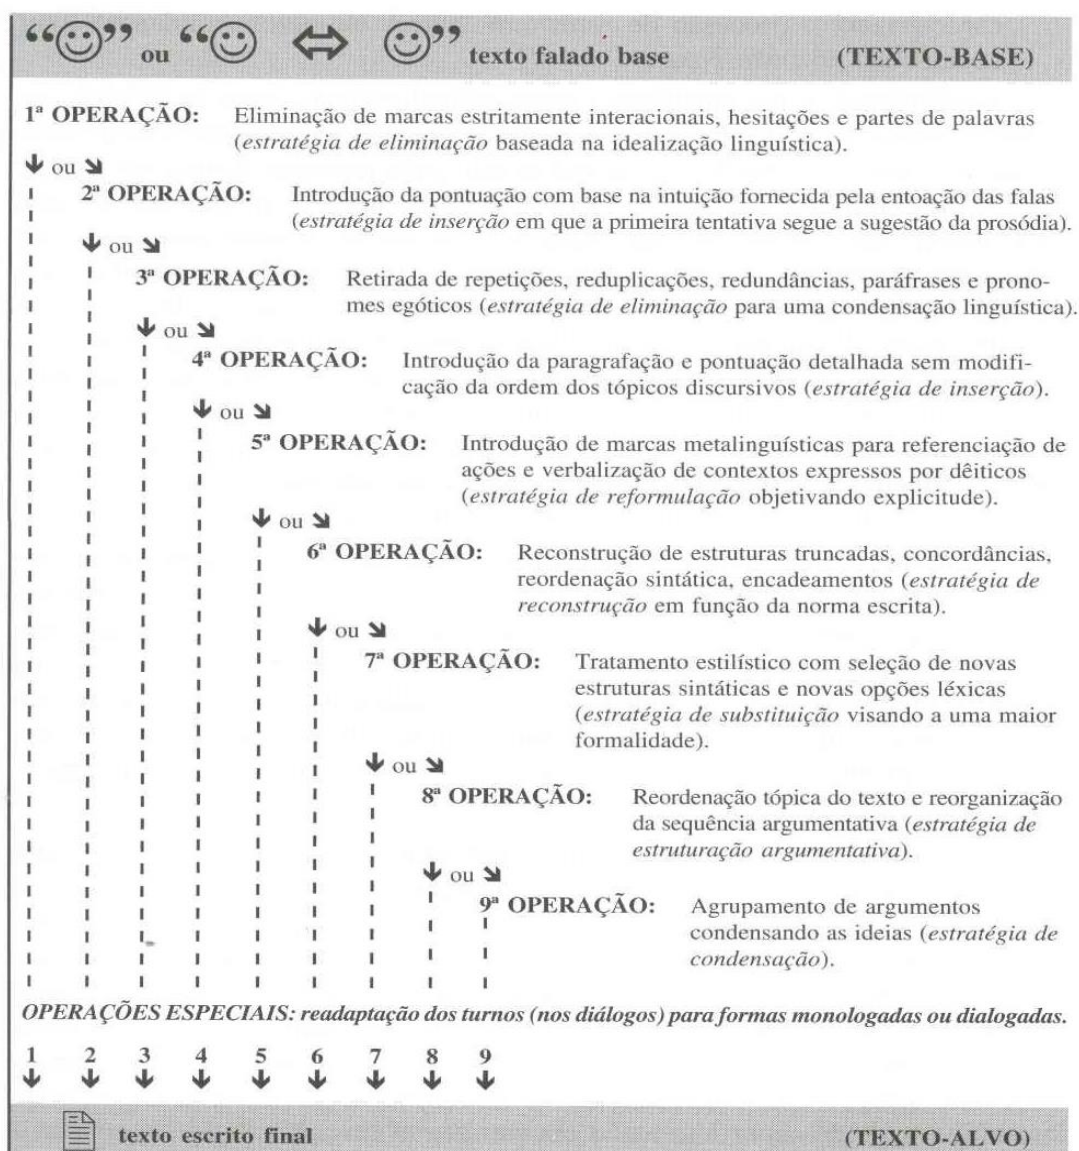 “ ” ou “ ” texto falado base (TEXTO-BASE)
1ª OPERAÇÃO: Eliminação de marcas estritamente interacionais, hesitações e partes de palavras
(estratégia de eliminação baseada na idealização linguística).
ou
2ª OPERAÇÃO: Introdução da pontuação com base na intuição fornecida pela entoação das falas
(estratégia de inserção em que a primeira tentativa segue a sugestão da prosódia).
ou
3ª OPERAÇÃO: Retirada de repetições, reduplicações, redundâncias, paráfrases e prono-
mes egóticos (estratégia de eliminação para uma condensação linguística).
ou
4ª OPERAÇÃO: Introdução da paragrafação e pontuação detalhada sem modifi-
cação da ordem dos tópicos discursivos (estratégia de inserção).
ou
5ª OPERAÇÃO: Introdução de marcas metalinguísticas para referenciação de
ações e verbalização de contextos expressos por dêiticos
(estratégia de reformulação objetivando explicitude).
ou
6ª OPERAÇÃO: Reconstrução de estruturas truncadas, concordâncias,
reordenação sintática, encadeamentos (estratégia de
reconstrução em função da norma escrita).
ou
7ª OPERAÇÃO: Tratamento estilístico com seleção de novas
estruturas sintáticas e novas opções léxicas
(estratégia de substituição visando a uma maior
formalidade).
ou
8ª OPERAÇÃO: Reordenação tópica do texto e reorganização
da sequência argumentativa (estratégia de
estruturação argumentativa).
ou
9ª OPERAÇÃO: Agrupamento de argumentos
condensando as ideias (estratégia de
condensação).
OPERAÇÕES ESPECIAIS: readaptação dos turnos (nos diálogos) para formas monologadas ou dialogadas.
1 2 3 4 5 6 7 8 9
texto escrito final (TEXTO-ALVO)